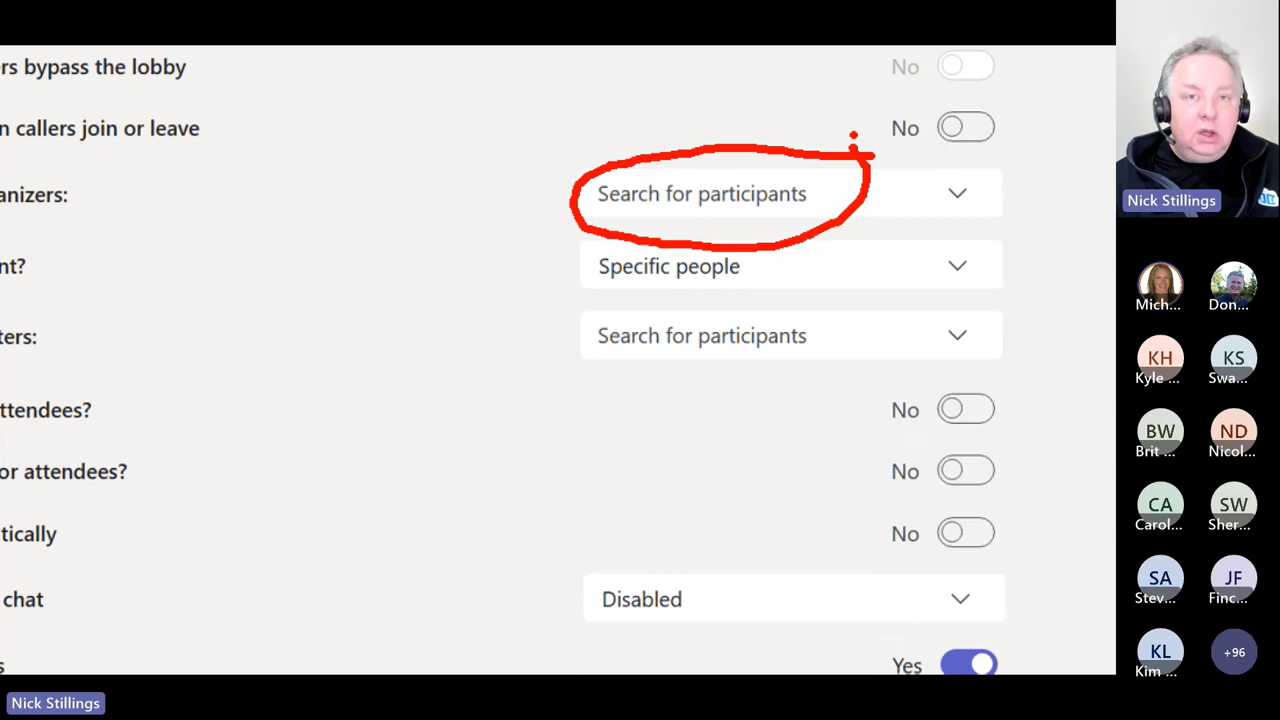 ers bypass the lobby No
n callers join or leave No
anizers: Search for participants
nt? Specific people
ters: Search for participants
ttendees? No
or attendees? No
tically No
chat Disabled
s Yes
Nick Stillings
Mich... Don...
KH KS
Kyle ... Swa...
BW ND
Brit ... Nicol...
CA SW
Carol... Sher...
SA JF
Stev... Finc...
KL +96
Kim ...
Nick Stillings